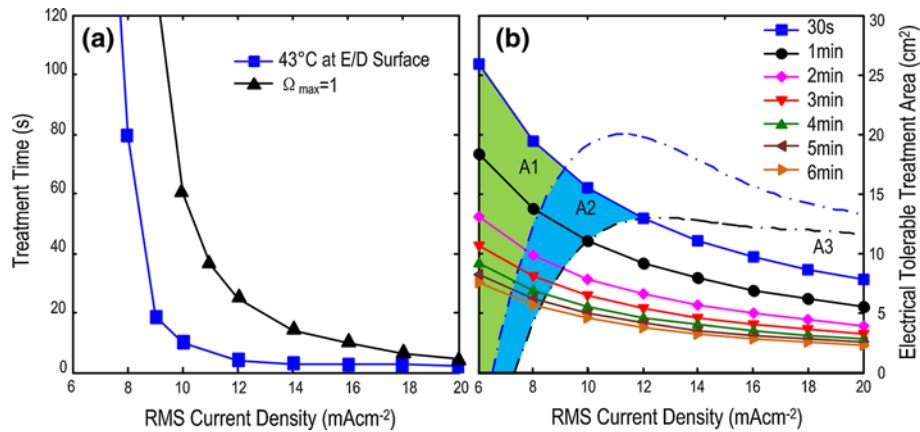 (a)
Treatment Time (s)
120
100
80
60
40
20
0
43°C at E/D Surface
Ω max=1
6 8 10 12 14 16 18 20
RMS Current Density (mAcm-2)
(b)
A1
A2
A3
30s
1min
2min
3min
4min
5min
6min
6 8 10 12 14 16 18 20
RMS Current Density (mAcm-2)
30
25
20
15
10
5
0
Electrical Tolerable Treatment Area (cm2)